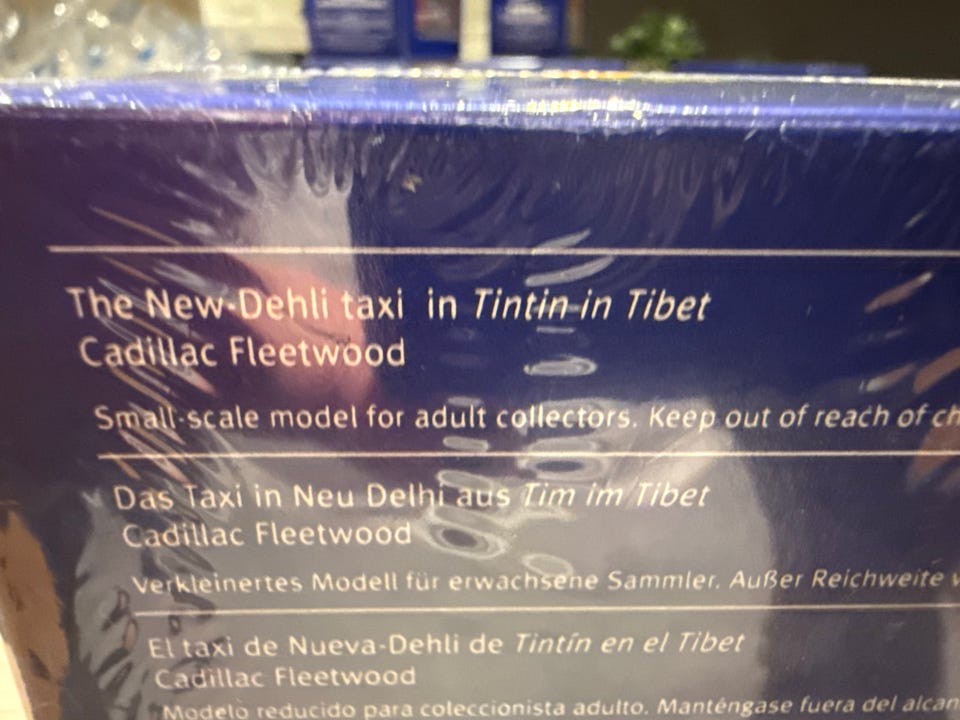 The New-Dehli taxi in Tintin in Tibet
Cadillac Fleetwood
Small-scale model for adult collectors. Keep out of reach of ch
Das Taxi in Neu Delhi aus Tim im Tibet
Cadillac Fleetwood
Verkleinertes Modell für erwachsene Sammler. Außer Reichweite v
El taxi de Nueva-Dehli de Tintín en el Tibet
Cadillac Fleetwood
Modelo reducido para coleccionista adulto. Manténgase fuera del alcan